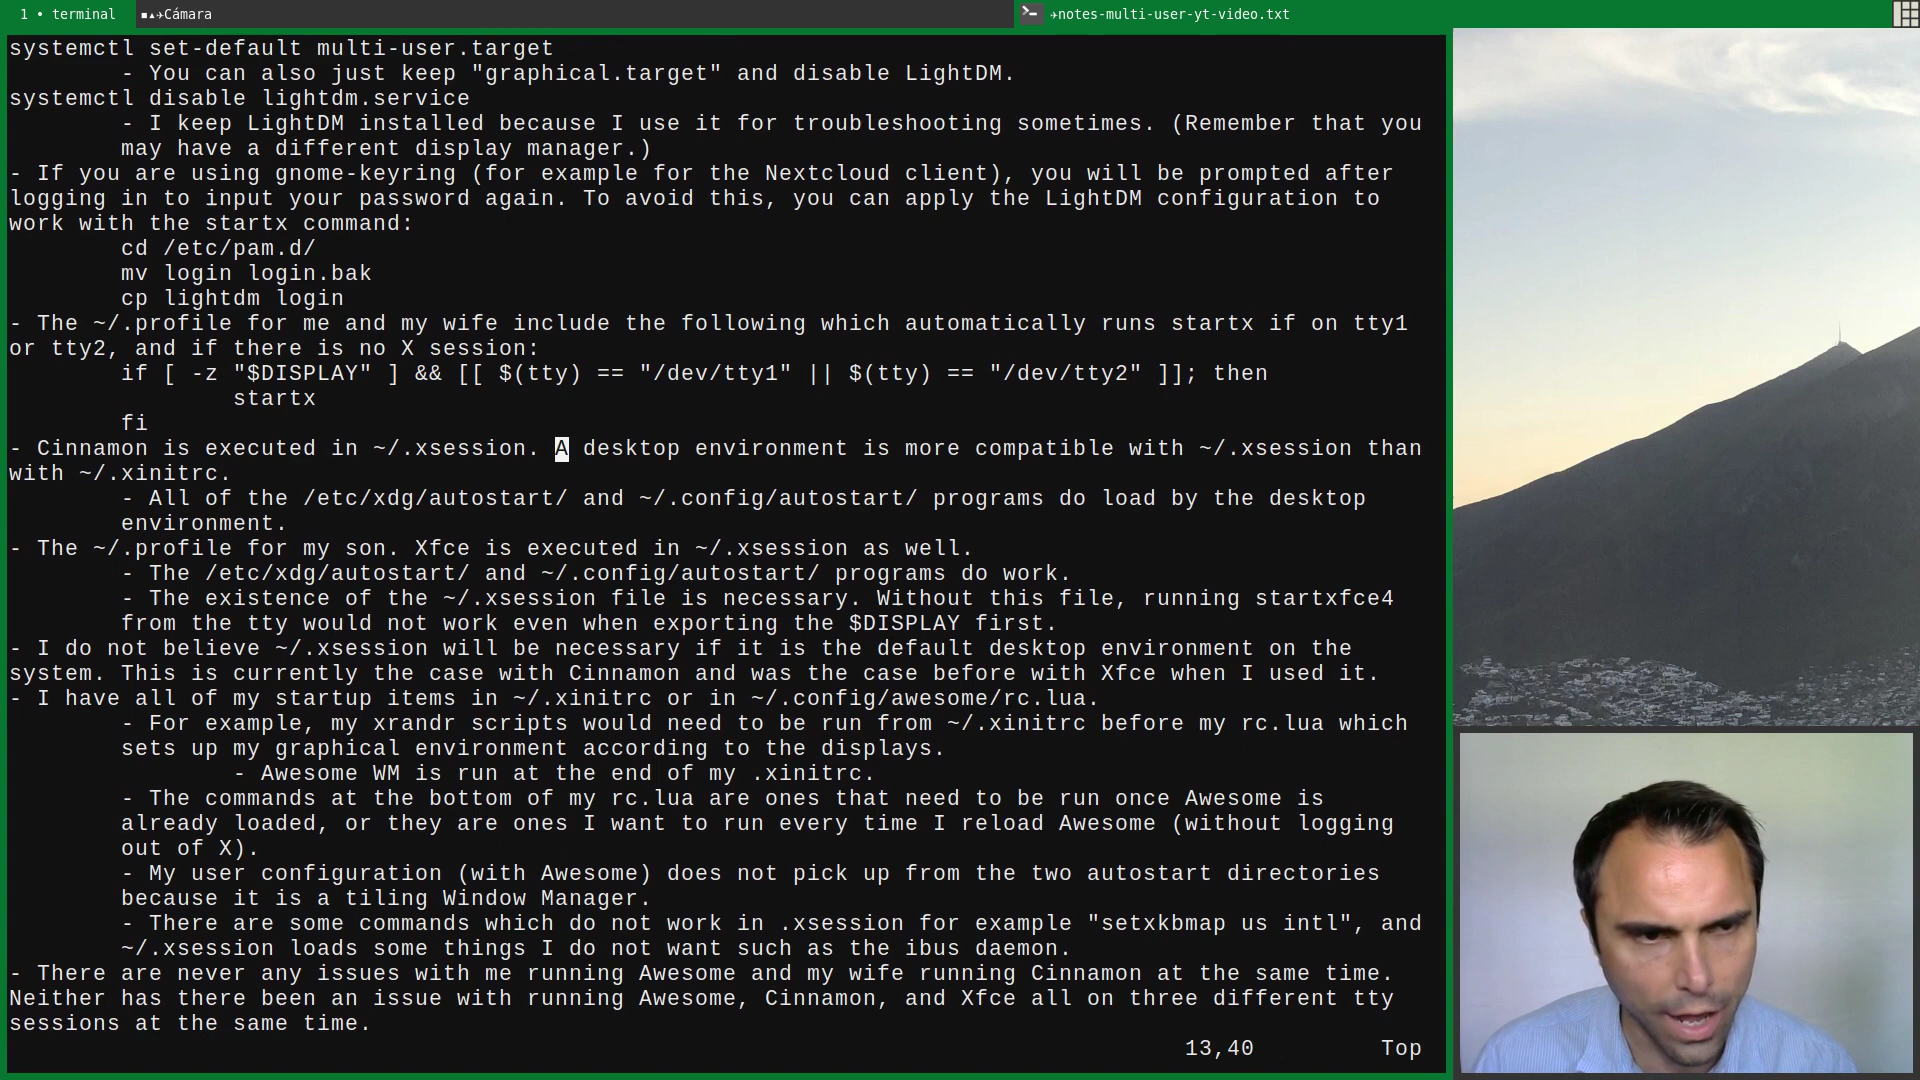 1 • terminal
Cámara
notes-multi-user-yt-video.txt
systemctl set-default multi-user.target
- You can also just keep "graphical.target" and disable LightDM.
systemctl disable lightdm.service
- I keep LightDM installed because I use it for troubleshooting sometimes. (Remember that you
may have a different display manager.)
- If you are using gnome-keyring (for example for the Nextcloud client), you will be prompted after
logging in to input your password again. To avoid this, you can apply the LightDM configuration to
work with the startx command:
cd /etc/pam.d/
mv login login.bak
cp lightdm login
- The ~/.profile for me and my wife include the following which automatically runs startx if on tty1
or tty2, and if there is no X session:
if [ -z "$DISPLAY" ] && [[ $(tty) == "/dev/tty1" || $(tty) == "/dev/tty2" ]]; then
startx
fi
- Cinnamon is executed in ~/.xsession. A desktop environment is more compatible with ~/.xsession than
with ~/.xinitrc.
- All of the /etc/xdg/autostart/ and ~/.config/autostart/ programs do load by the desktop
environment.
- The ~/.profile for my son. Xfce is executed in ~/.xsession as well.
- The /etc/xdg/autostart/ and ~/.config/autostart/ programs do work.
- The existence of the ~/.xsession file is necessary. Without this file, running startxfce4
from the tty would not work even when exporting the $DISPLAY first.
- I do not believe ~/.xsession will be necessary if it is the default desktop environment on the
system. This is currently the case with Cinnamon and was the case before with Xfce when I used it.
- I have all of my startup items in ~/.xinitrc or in ~/.config/awesome/rc.lua.
- For example, my xrandr scripts would need to be run from ~/.xinitrc before my rc.lua which
sets up my graphical environment according to the displays.
- Awesome WM is run at the end of my .xinitrc.
- The commands at the bottom of my rc.lua are ones that need to be run once Awesome is
already loaded, or they are ones I want to run every time I reload Awesome (without logging
out of X).
- My user configuration (with Awesome) does not pick up from the two autostart directories
because it is a tiling Window Manager.
- There are some commands which do not work in .xsession for example "setxkbmap us intl", and
~/.xsession loads some things I do not want such as the ibus daemon.
- There are never any issues with me running Awesome and my wife running Cinnamon at the same time.
Neither has there been an issue with running Awesome, Cinnamon, and Xfce all on three different tty
sessions at the same time.
13,40 Top